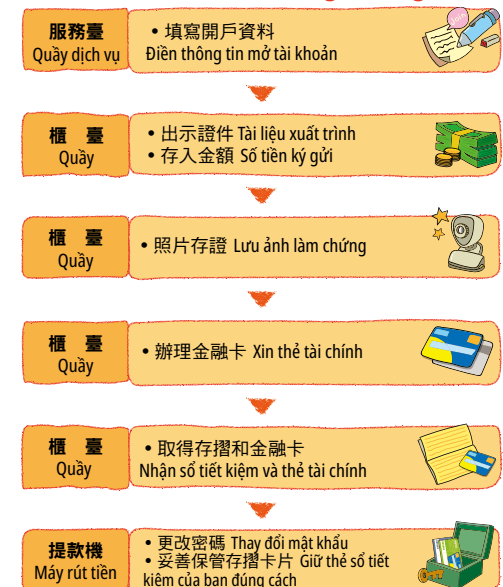 服務臺
Quầy dịch vụ
• 填寫開戶資料
Điền thông tin mở tài khoản
櫃 臺
Quầy
• 出示證件 Tài liệu xuất trình
• 存入金額 Số tiền ký gửi
櫃 臺
Quầy
• 照片存證 Lưu ảnh làm chứng
櫃 臺
Quầy
• 辦理金融卡 Xin thẻ tài chính
櫃 臺
Quầy
• 取得存摺和金融卡
Nhận sổ tiết kiệm và thẻ tài chính
提款機
Máy rút tiền
• 更改密碼 Thay đổi mật khẩu
• 妥善保管存摺卡片 Giữ thẻ sổ tiết
kiệm của bạn đúng cách